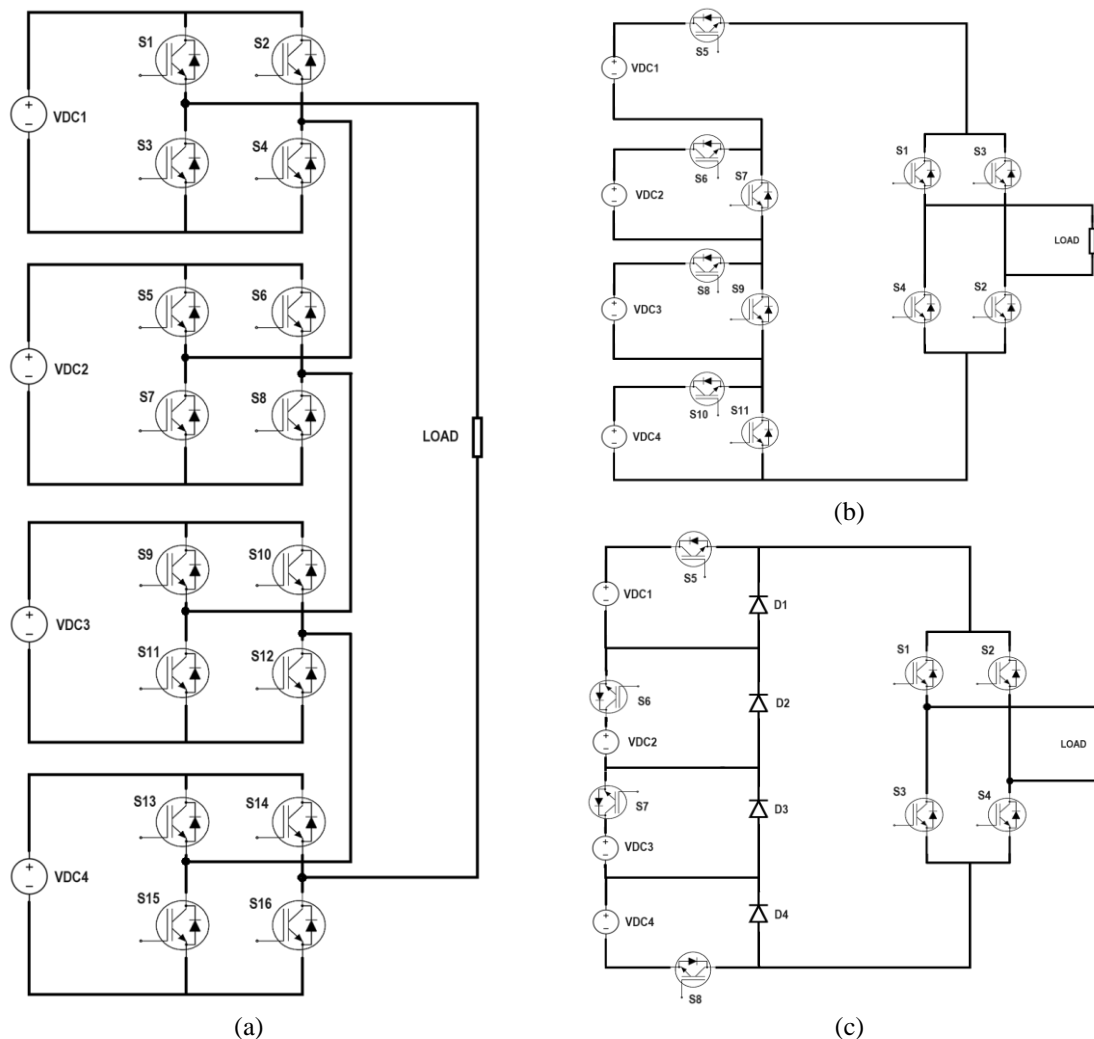 S1
S2
VDC1
S3
S4
S5
S6
VDC2
S7
S8
LOAD
S9
S10
VDC3
S11
S12
S13
S14
VDC4
S15
S16
(a)
S5
VDC1
S6
S7
VDC2
S8
S9
VDC3
S10
S11
VDC4
S1
S3
S4
S2
LOAD
(b)
S5
VDC1
D1
S6
D2
VDC2
S7
D3
VDC3
VDC4
D4
S8
S1
S2
S3
S4
LOAD
(c)